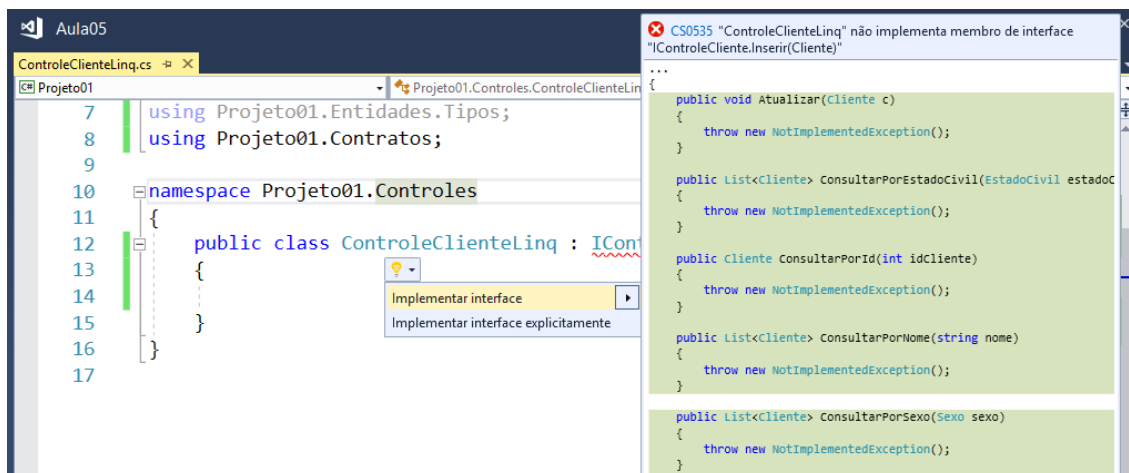 Aula05
ControleClienteLinq.cs
C# Projeto01
Projeto01.Controles.ControleClienteLin
7 using Projeto01.Entidades.Tipos;
8 using Projeto01.Contratos;
9
10 namespace Projeto01.Controles
11 {
12 public class ControleClienteLinq : ICont
13 {
14
15 }
16 }
17
Implementar interface
Implementar interface explicitamente
CS0535 "ControleClienteLinq" não implementa membro de interface
"IControleCliente.Inserir(Cliente)"
...
{
public void Atualizar(Cliente c)
{
throw new NotImplementedException();
}
public List<Cliente> ConsultarPorEstadoCivil(EstadoCivil estadoC
{
throw new NotImplementedException();
}
public Cliente ConsultarPorId(int idCliente)
{
throw new NotImplementedException();
}
public List<Cliente> ConsultarPorNome(string nome)
{
throw new NotImplementedException();
}
public List<Cliente> ConsultarPorSexo(Sexo sexo)
{
throw new NotImplementedException();
}